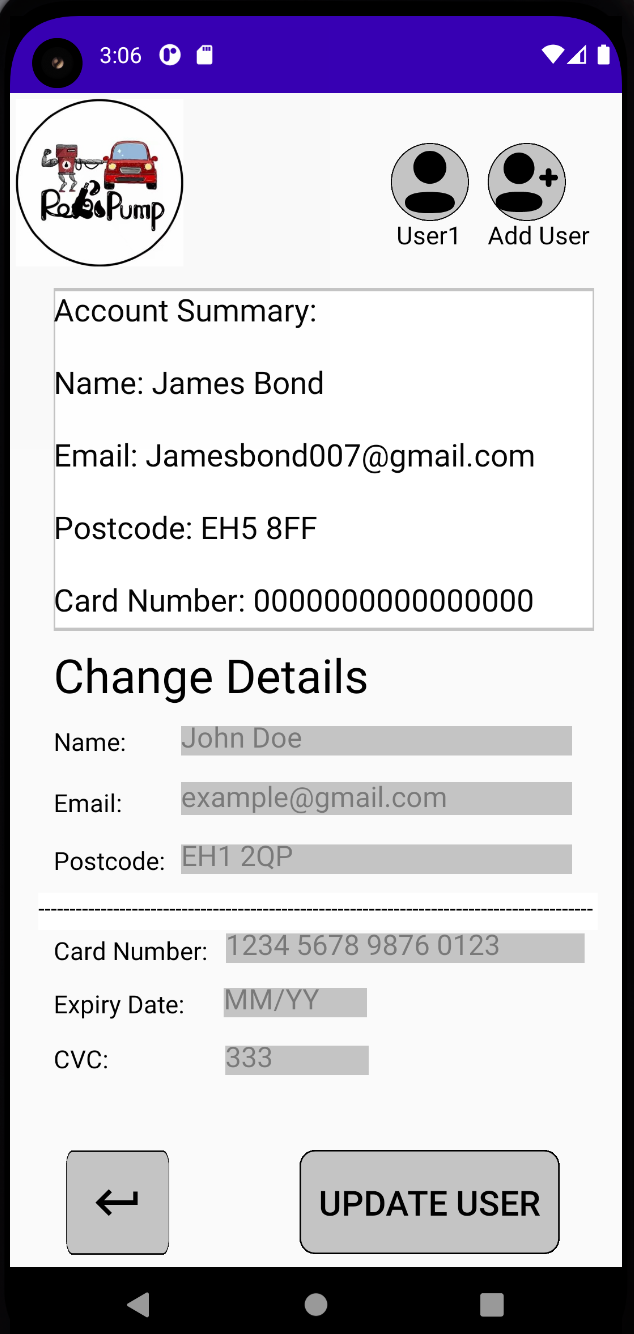 3:06
RoboPump
User1
Add User
Account Summary:
Name: James Bond
Email: Jamesbond007@gmail.com
Postcode: EH5 8FF
Card Number: 0000000000000000
Change Details
Name: John Doe
Email: example@gmail.com
Postcode: EH1 2QP
Card Number: 1234 5678 9876 0123
Expiry Date: MM/YY
CVC: 333
UPDATE USER